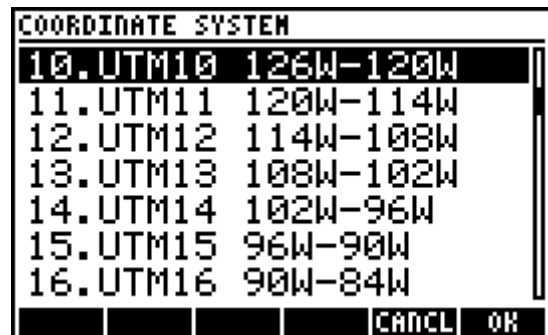 COORDINATE SYSTEM
10.UTM10 126W-120W
11.UTM11 120W-114W
12.UTM12 114W-108W
13.UTM13 108W-102W
14.UTM14 102W-96W
15.UTM15 96W-90W
16.UTM16 90W-84W
CANCL OK